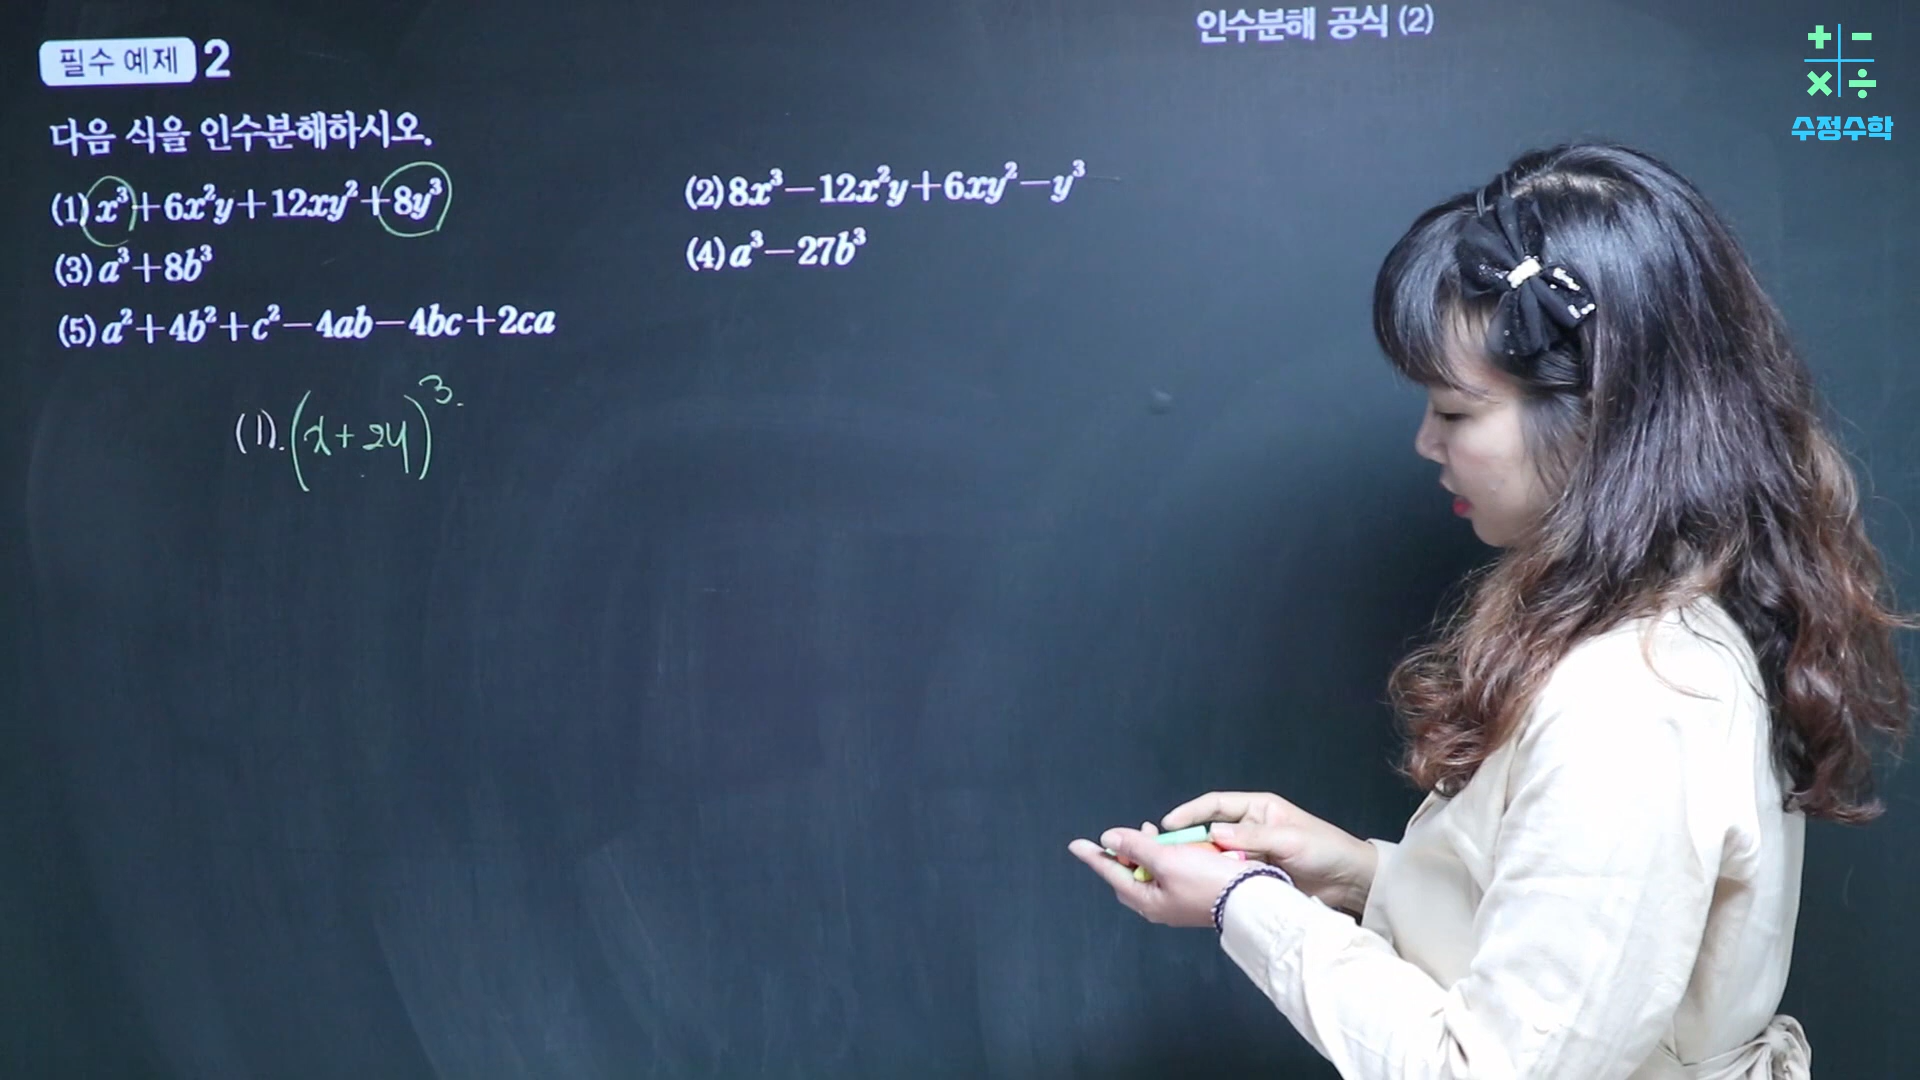 인수분해 공식 (2)
필수 예제 2
다음 식을 인수분해하시오.
(1) x³+6x²y+12xy²+8y³
(2) 8x³−12x²y+6xy²−y³
(3) a³+8b³
(4) a³−27b³
(5) a²+4b²+c²−4ab−4bc+2ca
(1). (x+2y)³.
+ −
× ÷
수정수학